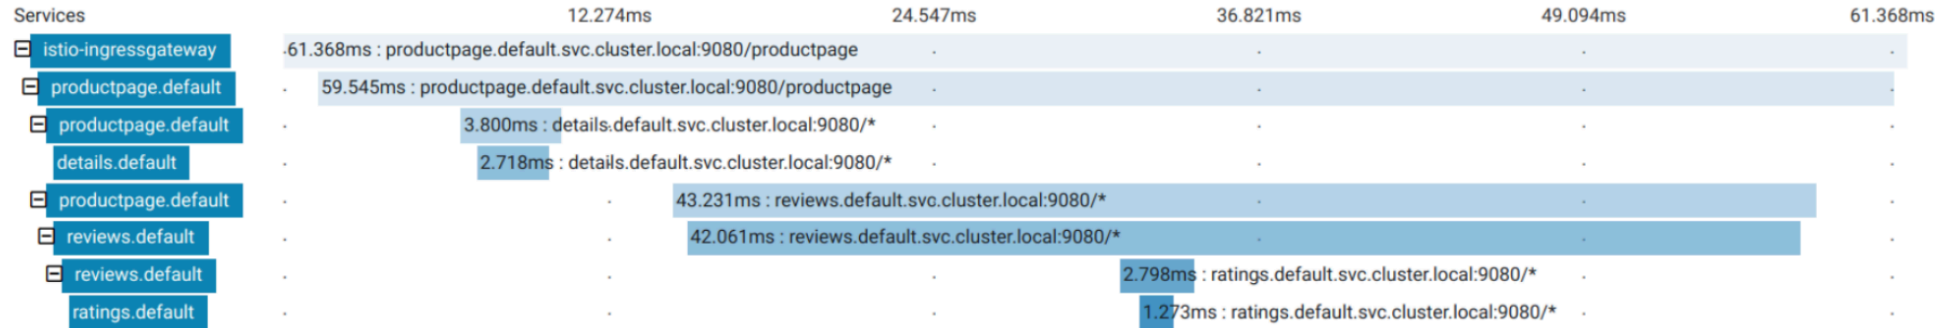 Services 12.274ms 24.547ms 36.821ms 49.094ms 61.368ms
istio-ingressgateway 61.368ms : productpage.default.svc.cluster.local:9080/productpage
productpage.default 59.545ms : productpage.default.svc.cluster.local:9080/productpage
productpage.default 3.800ms : details.default.svc.cluster.local:9080/*
details.default 2.718ms : details.default.svc.cluster.local:9080/*
productpage.default 43.231ms : reviews.default.svc.cluster.local:9080/*
reviews.default 42.061ms : reviews.default.svc.cluster.local:9080/*
reviews.default 2.798ms : ratings.default.svc.cluster.local:9080/*
ratings.default 1.273ms : ratings.default.svc.cluster.local:9080/*